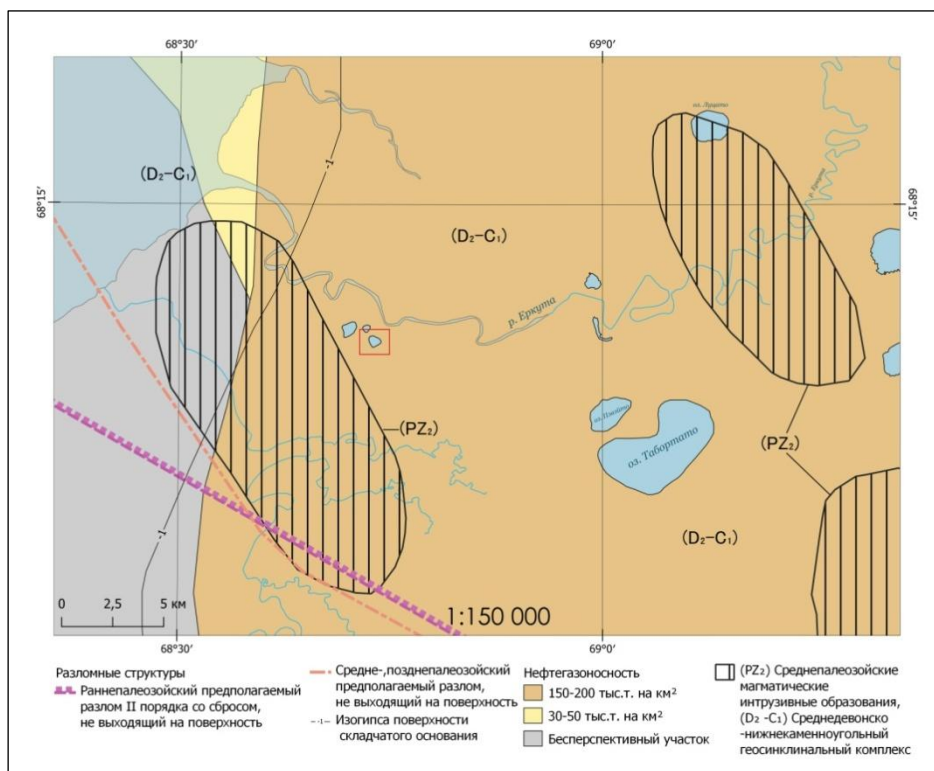 68°30'
69°0'
оз. Луцато
р. Еркута
(D₂-C₁)
68°15'
68°15'
-1
(D₂-C₁)
р. Еркута
(PZ₂)
оз. Табортато
(PZ₂)
-1
(D₂-C₁)
0 2,5 5 км
1:150 000
68°30'
69°0'
Разломные структуры
Раннепалеозойский предполагаемый
разлом II порядка со сбросом,
не выходящий на поверхность
Средне-,позднепалеозойский
предполагаемый разлом,
не выходящий на поверхность
-1- Изогипса поверхности
складчатого основания
Нефтегазоносность
150-200 тыс.т. на км²
30-50 тыс.т. на км²
Бесперспективный участок
(PZ₂) Среднепалеозойские
магматические
интрузивные образования,
(D₂ -C₁) Среднедевонско
-нижнекаменноугольный
геосинклинальный комплекс